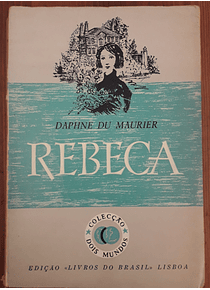 DAPHNE DU MAURIER
REBECA
COLECÇÃO
DOIS MUNDOS
EDIÇÃO «LIVROS DO BRASIL» LISBOA